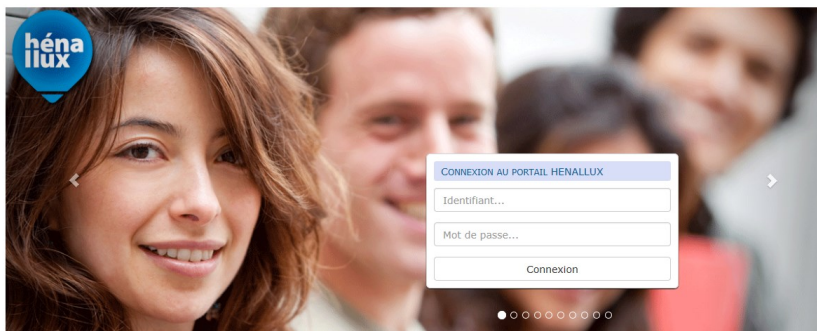 héna
llux
CONNEXION AU PORTAIL HENALLUX
Identifiant...
Mot de passe...
Connexion